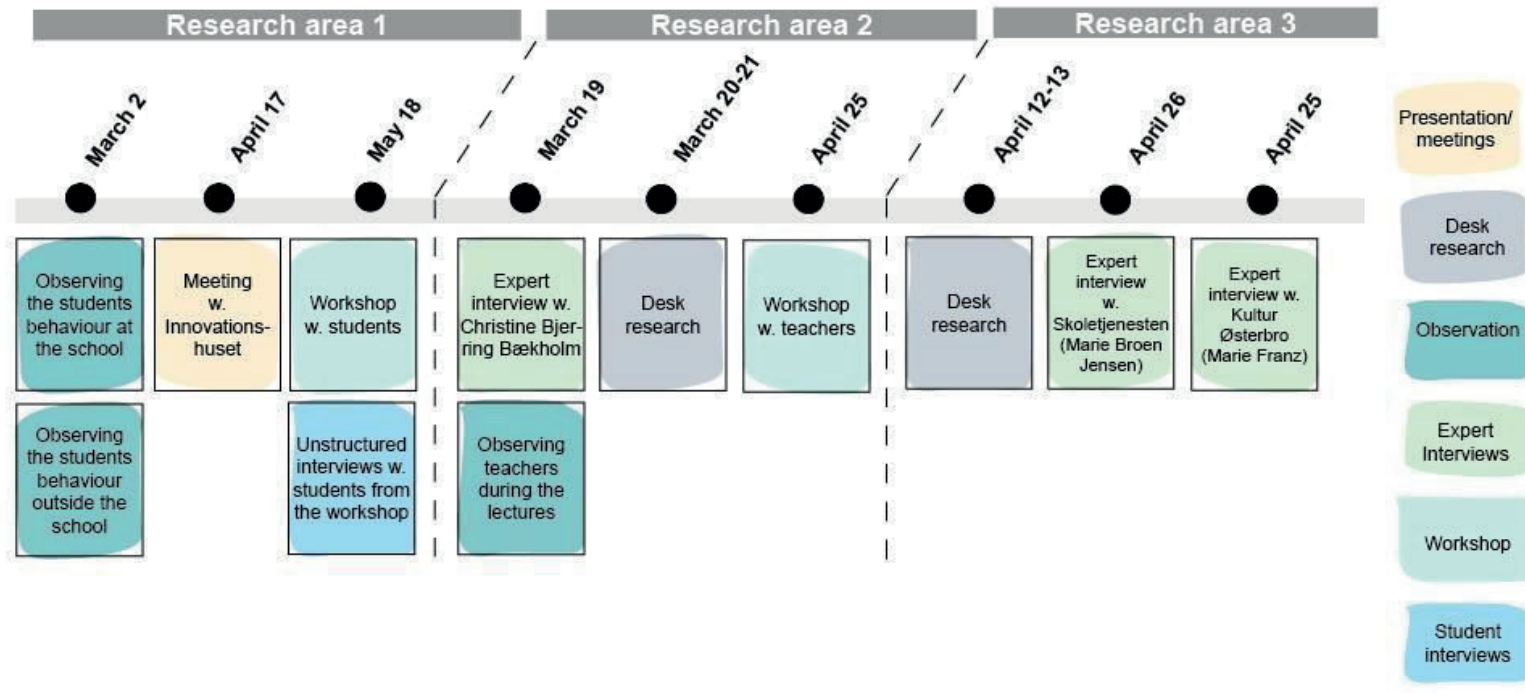 Research area 1
Research area 2
Research area 3
March 2
April 17
May 18
March 19
March 20-21
April 25
April 12-13
April 26
April 25
Observing
the students
behaviour at
the school
Meeting
w.
Innovations-
huset
Workshop
w. students
Expert
interview w.
Christine Bjer-
ring Bækholm
Desk
research
Workshop
w. teachers
Desk
research
Expert
interview
w.
Skoletjenesten
(Marie Broen
Jensen)
Expert
interview w.
Kultur
Østerbro
(Marie Franz)
Observing
the students
behaviour
outside the
school
Unstructured
interviews w.
students from
the workshop
Observing
teachers
during the
lectures
Presentation/
meetings
Desk
research
Observation
Expert
Interviews
Workshop
Student
interviews